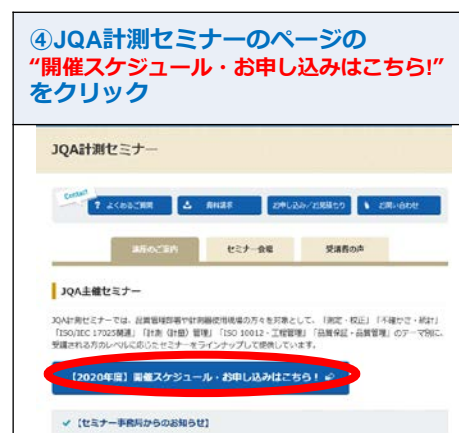 ④JQA計測セミナーのページの
“開催スケジュール・お申し込みはこちら!”
をクリック
JQA計測セミナー
Contact
? よくあるご質問
資料請求
お申し込み/お見積もり
お問い合わせ
講習のご案内
セミナー会場
受講者の声
JQA主催セミナー
JQA計測セミナーでは、品質管理部署や計測器使用現場の方々を対象として、「測定・校正」「不確かさ・統計」
「ISO/IEC 17025関連」「計測（計量）管理」「ISO 10012・工程管理」「品質保証・品質管理」のテーマ別に、
受講される方のレベルに応じたセミナーをラインナップして提供しています。
【2020年度】開催スケジュール・お申し込みはこちら！
【セミナー事務局からのお知らせ】